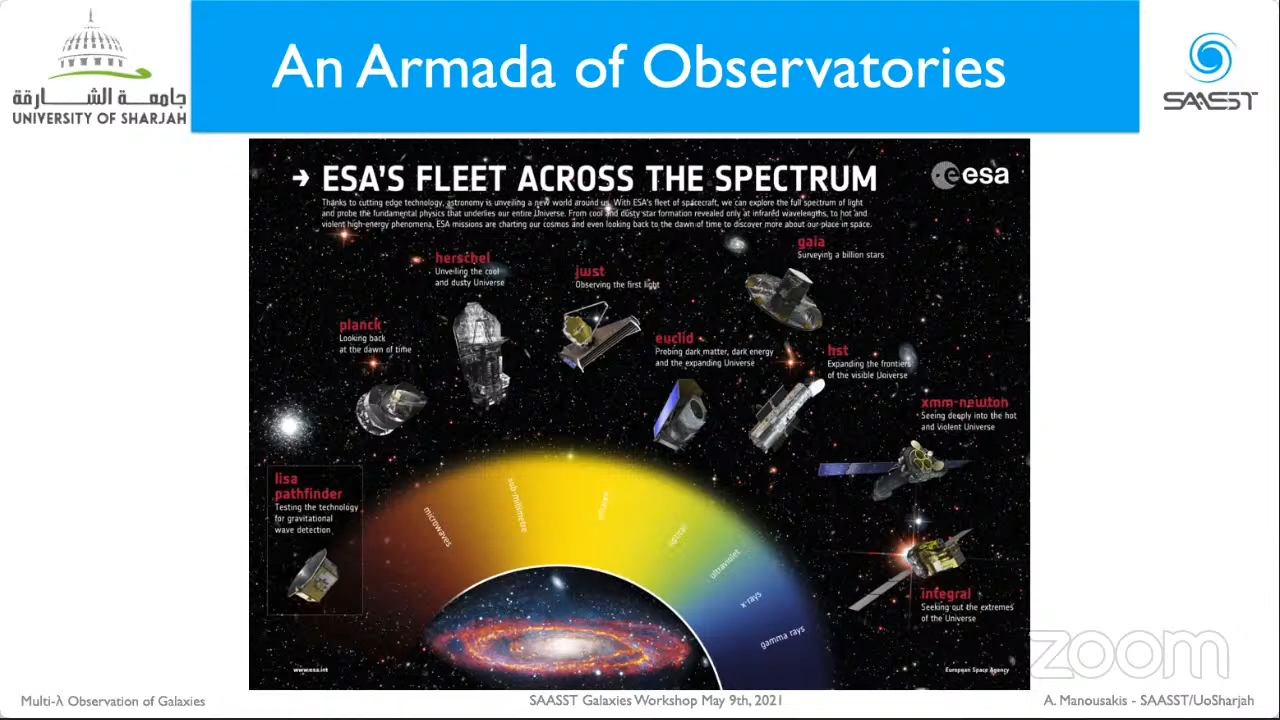 An Armada of Observatories
جامعة الشارقة
UNIVERSITY OF SHARJAH
SAASST
→ ESA'S FLEET ACROSS THE SPECTRUM
esa
Thanks to cutting edge technology, astronomy is unveiling a new world around us. With ESA's fleet of spacecraft, we can explore the full spectrum of light
and probe the fundamental physics that underlies our entire Universe. From cool and dusty star formation revealed only at infrared wavelengths, to hot and
violent high-energy phenomena, ESA missions are charting our cosmos and even looking back to the dawn of time to discover more about our place in space.
gaia
Surveying a billion stars
herschel
Unveiling the cool
and dusty Universe
jwst
Observing the first light
planck
Looking back
at the dawn of time
euclid
Probing dark matter, dark energy
and the expanding Universe
hst
Expanding the frontiers
of the visible Universe
xmm-newton
Seeing deeply into the hot
and violent Universe
lisa
pathfinder
Testing the technology
for gravitational
wave detection
microwaves
sub-millimetre
infrared
optical
ultraviolet
x-rays
gamma rays
integral
Seeking out the extremes
of the Universe
www.esa.int
European Space Agency
zoom
Multi-λ Observation of Galaxies
SAASST Galaxies Workshop May 9th, 2021
A. Manousakis - SAASST/UoSharjah